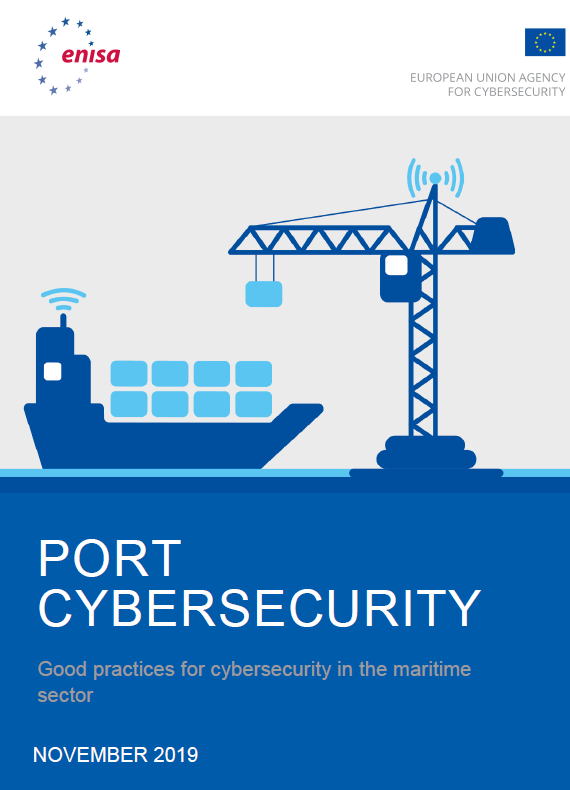 enisa
EUROPEAN UNION AGENCY
FOR CYBERSECURITY
PORT
CYBERSECURITY
Good practices for cybersecurity in the maritime
sector
NOVEMBER 2019